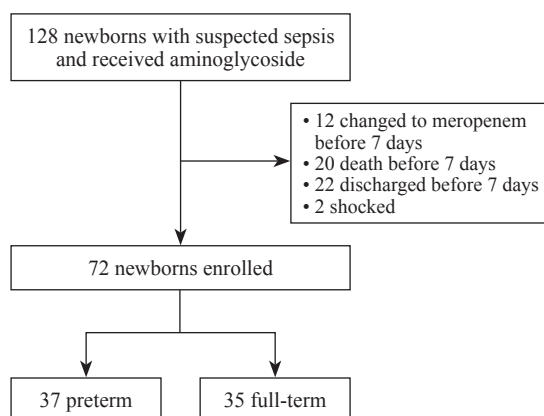 128 newborns with suspected sepsis
and received aminoglycoside
• 12 changed to meropenem
before 7 days
• 20 death before 7 days
• 22 discharged before 7 days
• 2 shocked
72 newborns enrolled
37 preterm
35 full-term